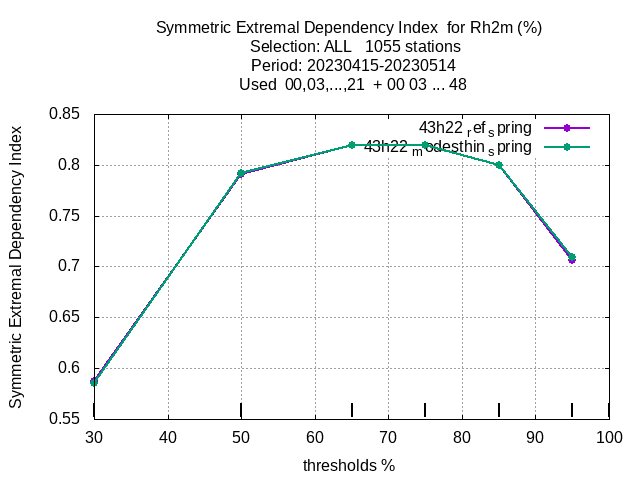 Symmetric Extremal Dependency Index  for Rh2m (%)
Selection: ALL   1055 stations
Period: 20230415-20230514
Used  00,03,...,21  + 00 03 ... 48
Symmetric Extremal Dependency Index
0.85
0.8
0.75
0.7
0.65
0.6
0.55
43h22 ref spring
43h22 modesthin spring
30 40 50 60 70 80 90 100
thresholds %